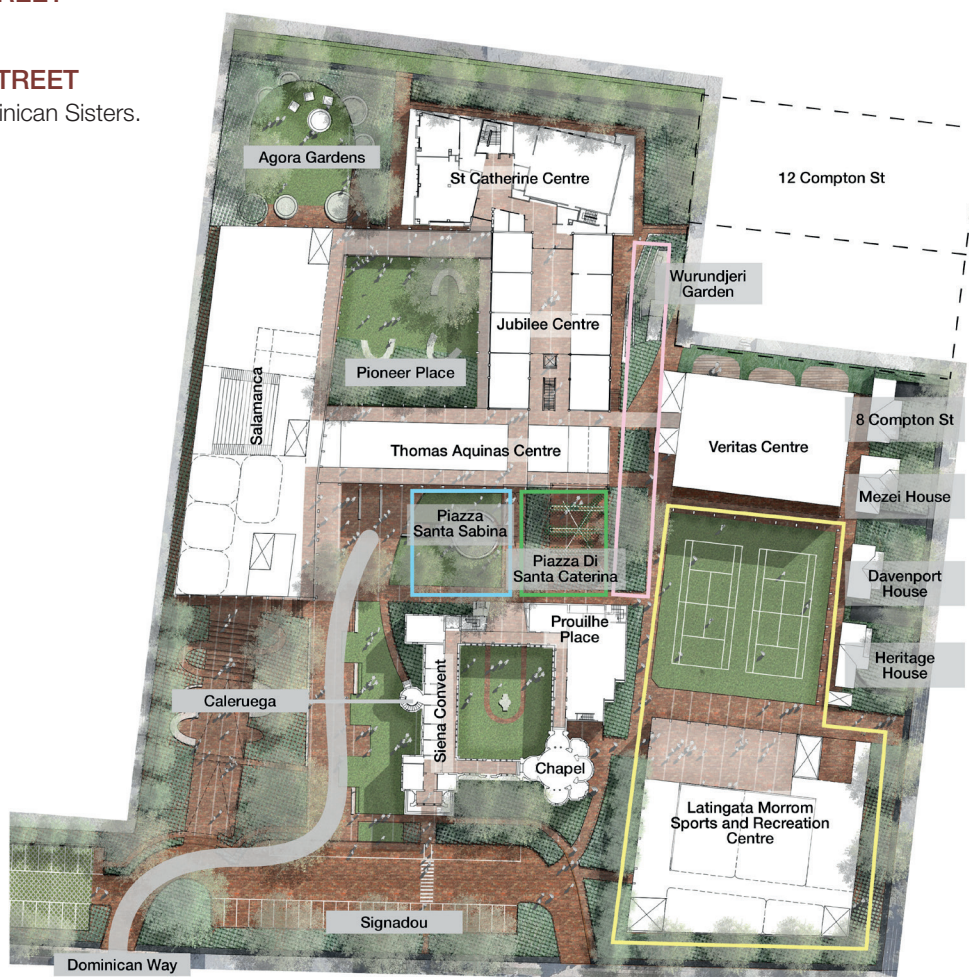 TREET
inican Sisters.
Agora Gardens
St Catherine Centre
12 Compton St
Wurundjeri
Garden
Jubilee Centre
Pioneer Place
Salamanca
8 Compton St
Thomas Aquinas Centre
Veritas Centre
Mezei House
Piazza
Santa Sabina
Piazza Di
Santa Caterina
Davenport
House
Prouilhe
Place
Heritage
House
Caleruega
Siena Convent
Chapel
Latingata Morrom
Sports and Recreation
Centre
Signadou
Dominican Way